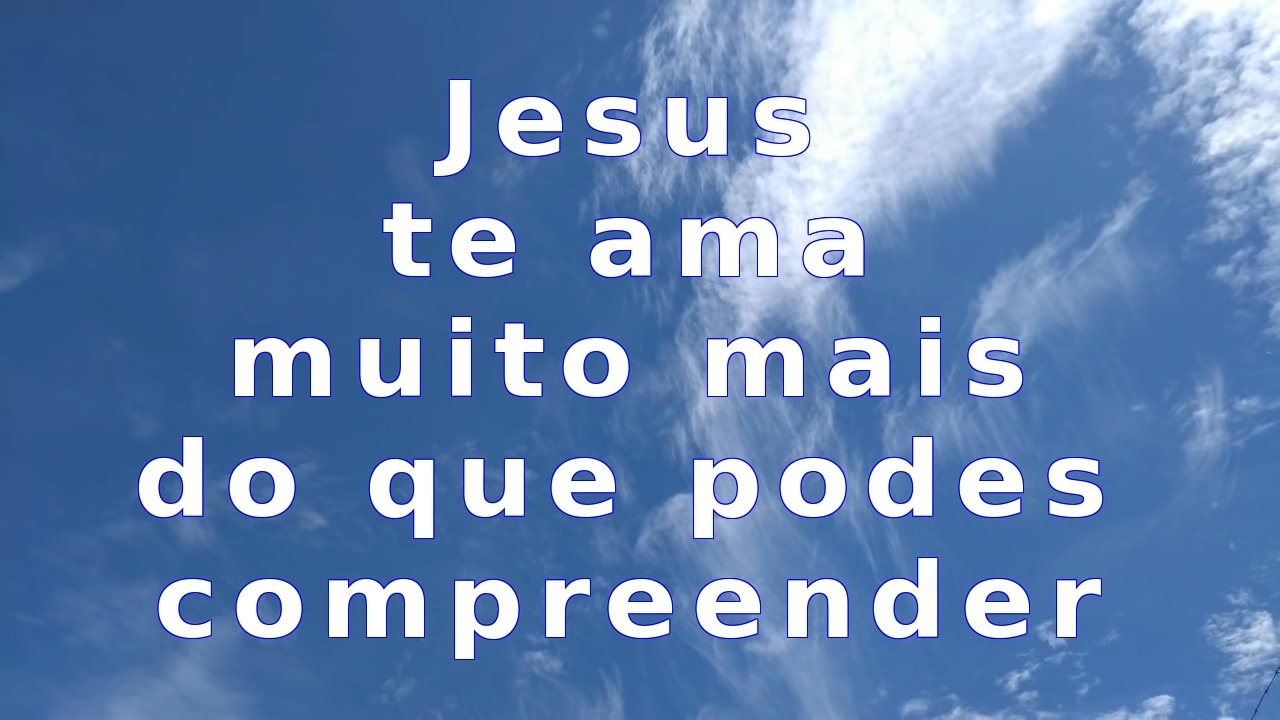 Jesus
te ama
muito mais
do que podes
compreender